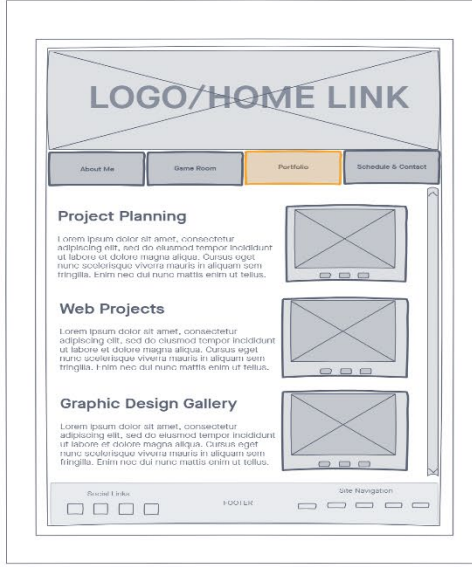 LOGO/HOME LINK
About Me
Game Room
Portfolio
Schedule & Contact
Project Planning
Lorem ipsum dolor sit amet, consectetur
adipiscing elit, sed do eiusmod tempor incididunt
ut labore et dolore magna aliqua. Cursus eget
nunc scelerisque viverra mauris in aliquam sem
fringilla. Enim nec dui nunc mattis enim ut tellus.
Web Projects
Lorem ipsum dolor sit amet, consectetur
adipiscing elit, sed do eiusmod tempor incididunt
ut labore et dolore magna aliqua. Cursus eget
nunc scelerisque viverra mauris in aliquam sem
fringilla. Enim nec dui nunc mattis enim ut tellus.
Graphic Design Gallery
Lorem ipsum dolor sit amet, consectetur
adipiscing elit, sed do eiusmod tempor incididunt
ut labore et dolore magna aliqua. Cursus eget
nunc scelerisque viverra mauris in aliquam sem
fringilla. Enim nec dui nunc mattis enim ut tellus.
Social Links
FOOTER
Site Navigation